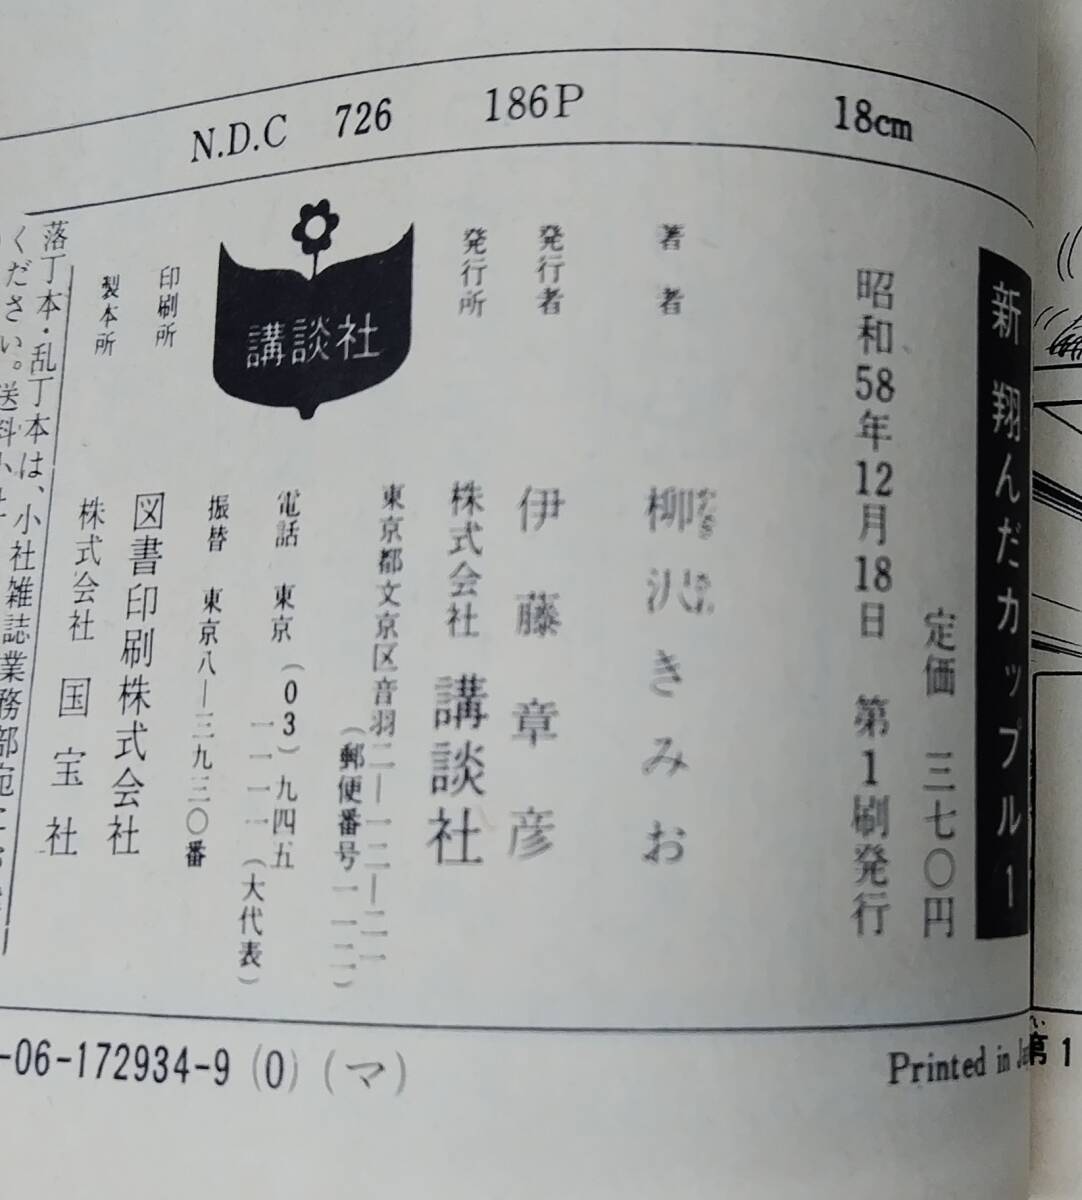 N.D.C 726 186P 18cm
新 翔んだカップル1
定価 三七〇円
昭和58年12月18日 第1刷発行
著者 柳沢きみお
発行者 伊藤章彦
発行所 株式会社 講談社
東京都文京区音羽二―一二―二一
(郵便番号一一二)
電話 東京(03)九四五
一一一一(大代表)
振替 東京八―三九三〇番
講談社
印刷所 図書印刷株式会社
製本所 株式会社 国宝社
落丁本・乱丁本は、小社雑誌業務部宛
ください。送料小社
-06-172934-9 (0) (マ)
Printed in
第1